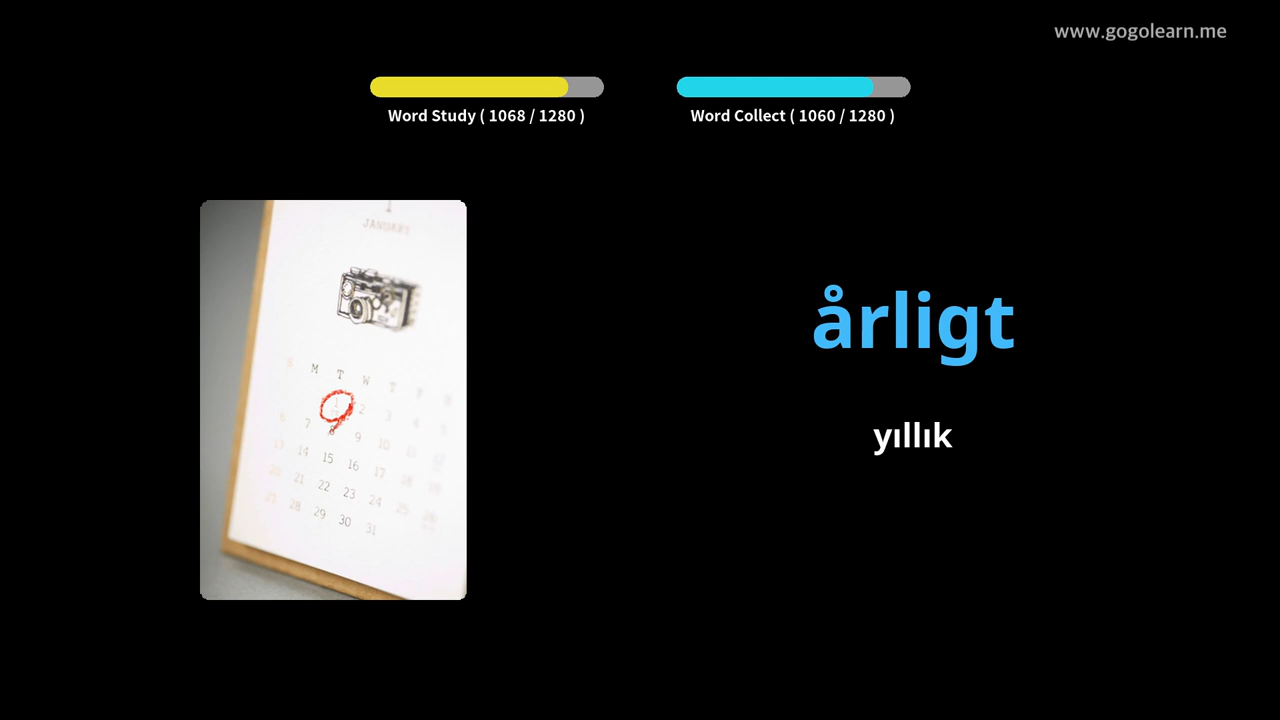 www.gogolearn.me
Word Study ( 1068 / 1280 )
Word Collect ( 1060 / 1280 )
årligt
yıllık
JANUARY
S M T W T F S
1 2 3 4 5
6 7 8 9 10 11
13 14 15 16 17 18
20 21 22 23 24 25 26
27 28 29 30 31